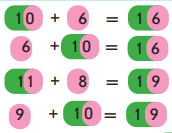 10 + 6 = 16
6 + 10 = 16
11 + 8 = 19
9 + 10 = 19